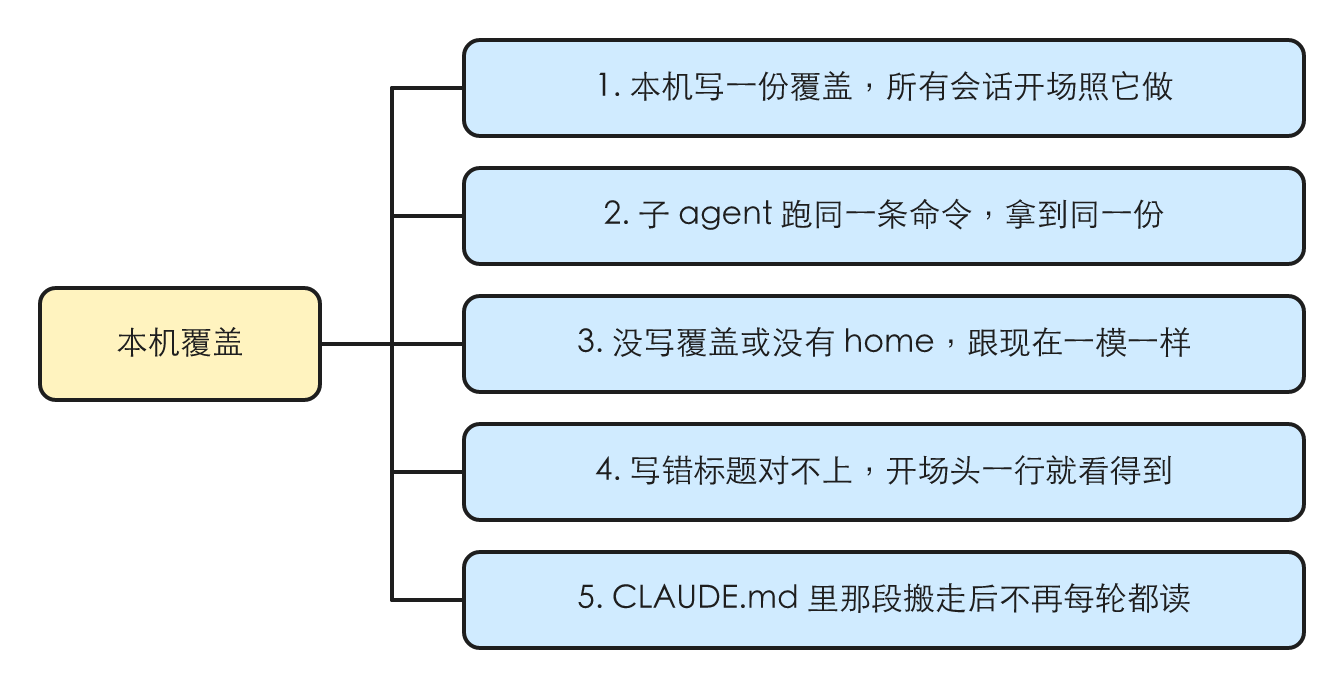 1. 本机写一份覆盖，所有会话开场照它做
2. 子 agent 跑同一条命令，拿到同一份
本机覆盖
3. 没写覆盖或没有 home，跟现在一模一样
4. 写错标题对不上，开场头一行就看得到
5. CLAUDE.md 里那段搬走后不再每轮都读